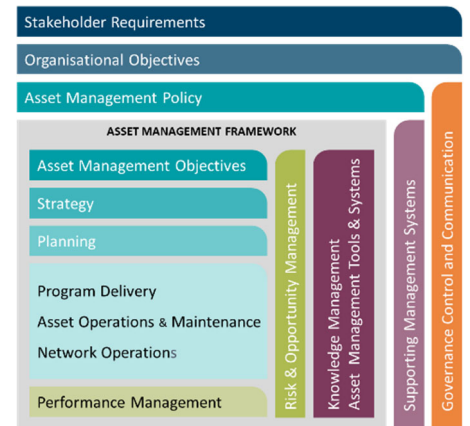 Stakeholder Requirements
Organisational Objectives
Asset Management Policy
ASSET MANAGEMENT FRAMEWORK
Asset Management Objectives
Strategy
Planning
Program Delivery
Asset Operations & Maintenance
Network Operations
Performance Management
Risk & Opportunity Management
Knowledge Management
Asset Management Tools & Systems
Supporting Management Systems
Governance Control and Communication